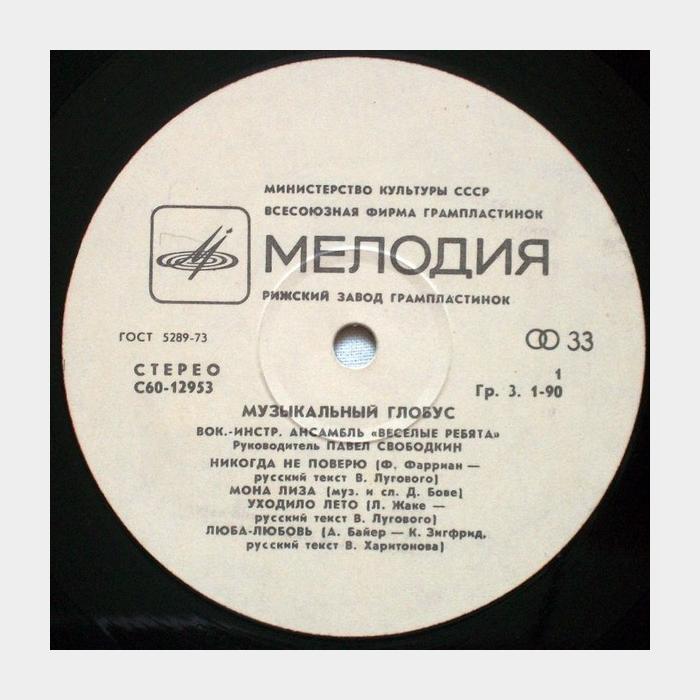 МИНИСТЕРСТВО КУЛЬТУРЫ СССР
ВСЕСОЮЗНАЯ ФИРМА ГРАМПЛАСТИНОК
МЕЛОДИЯ
РИЖСКИЙ ЗАВОД ГРАМПЛАСТИНОК
ГОСТ 5289-73
33
СТЕРЕО
1
С60-12953
Гр. 3. 1-90
МУЗЫКАЛЬНЫЙ ГЛОБУС
ВОК.-ИНСТР. АНСАМБЛЬ «ВЕСЕЛЫЕ РЕБЯТА»
Руководитель ПАВЕЛ СВОБОДКИН
НИКОГДА НЕ ПОВЕРЮ (Ф. Фарриан —
русский текст В. Лугового)
МОНА ЛИЗА (муз. и сл. Д. Бове)
УХОДИЛО ЛЕТО (Л. Жаке —
русский текст В. Лугового)
ЛЮБА-ЛЮБОВЬ (А. Байер — К. Зигфрид,
русский текст В. Харитонова)